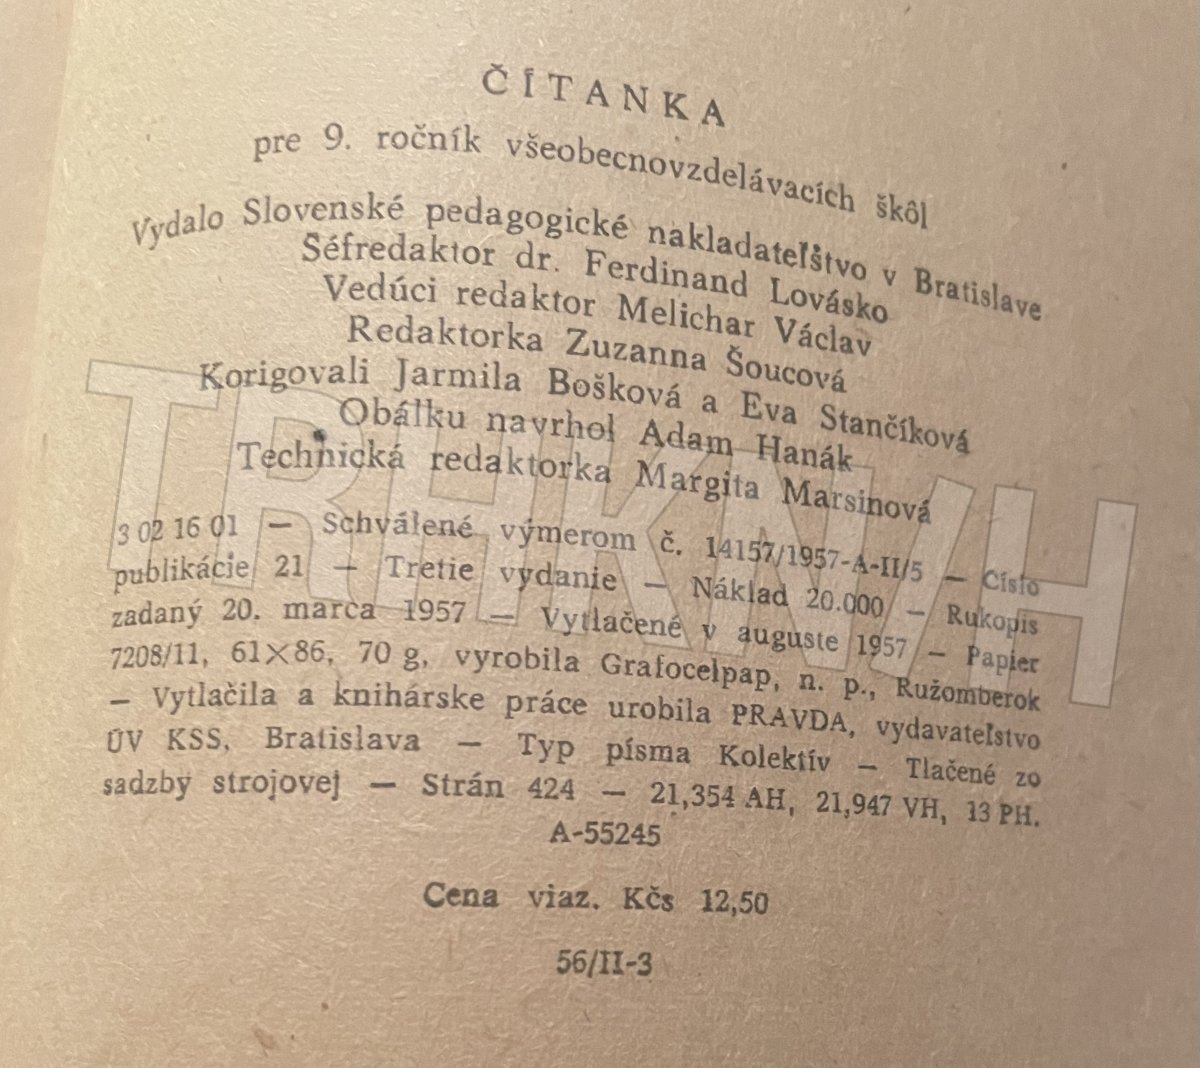 ČÍTANKA
pre 9. ročník všeobecnovzdelávacích škôl
Vydalo Slovenské pedagogické nakladateľstvo v Bratislave
Šéfredaktor dr. Ferdinand Lovásko
Vedúci redaktor Melichar Václav
Redaktorka Zuzanna Šoucová
Korigovali Jarmila Bošková a Eva Stančíková
Obálku navrhol Adam Hanák
Technická redaktorka Margita Marsinová
3 02 16 01 — Schválené výmerom č. 14157/1957-A-II/5 — Číslo
publikácie 21 — Tretie vydanie — Náklad 20.000 — Rukopis
zadaný 20. marca 1957 — Vytlačené v auguste 1957 — Papier
7208/11, 61×86, 70 g, vyrobila Grafocelpap, n. p., Ružomberok
— Vytlačila a knihárske práce urobila PRAVDA, vydavateľstvo
ÚV KSS, Bratislava — Typ písma Kolektív — Tlačené zo
sadzby strojovej — Strán 424 — 21,354 AH, 21,947 VH, 13 PH.
A-55245
Cena viaz. Kčs 12,50
56/II-3
TRHKNÍH